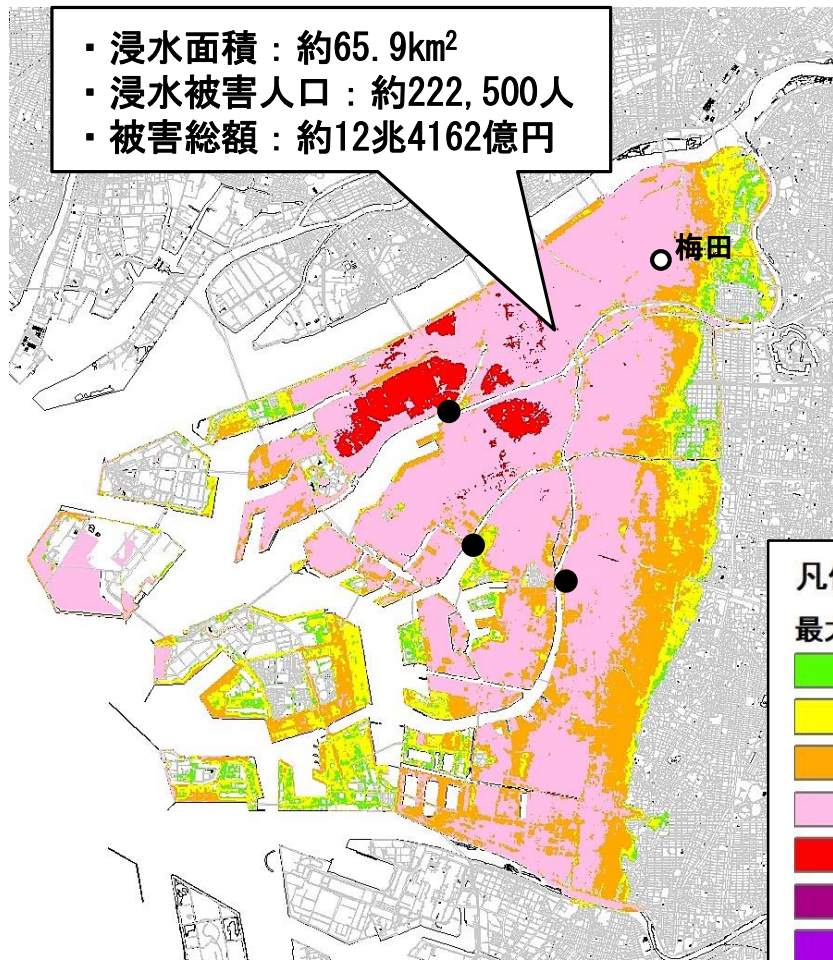 ・浸水面積：約65.9km²
・浸水被害人口：約222,500人
・被害総額：約12兆4162億円
梅田
凡
最